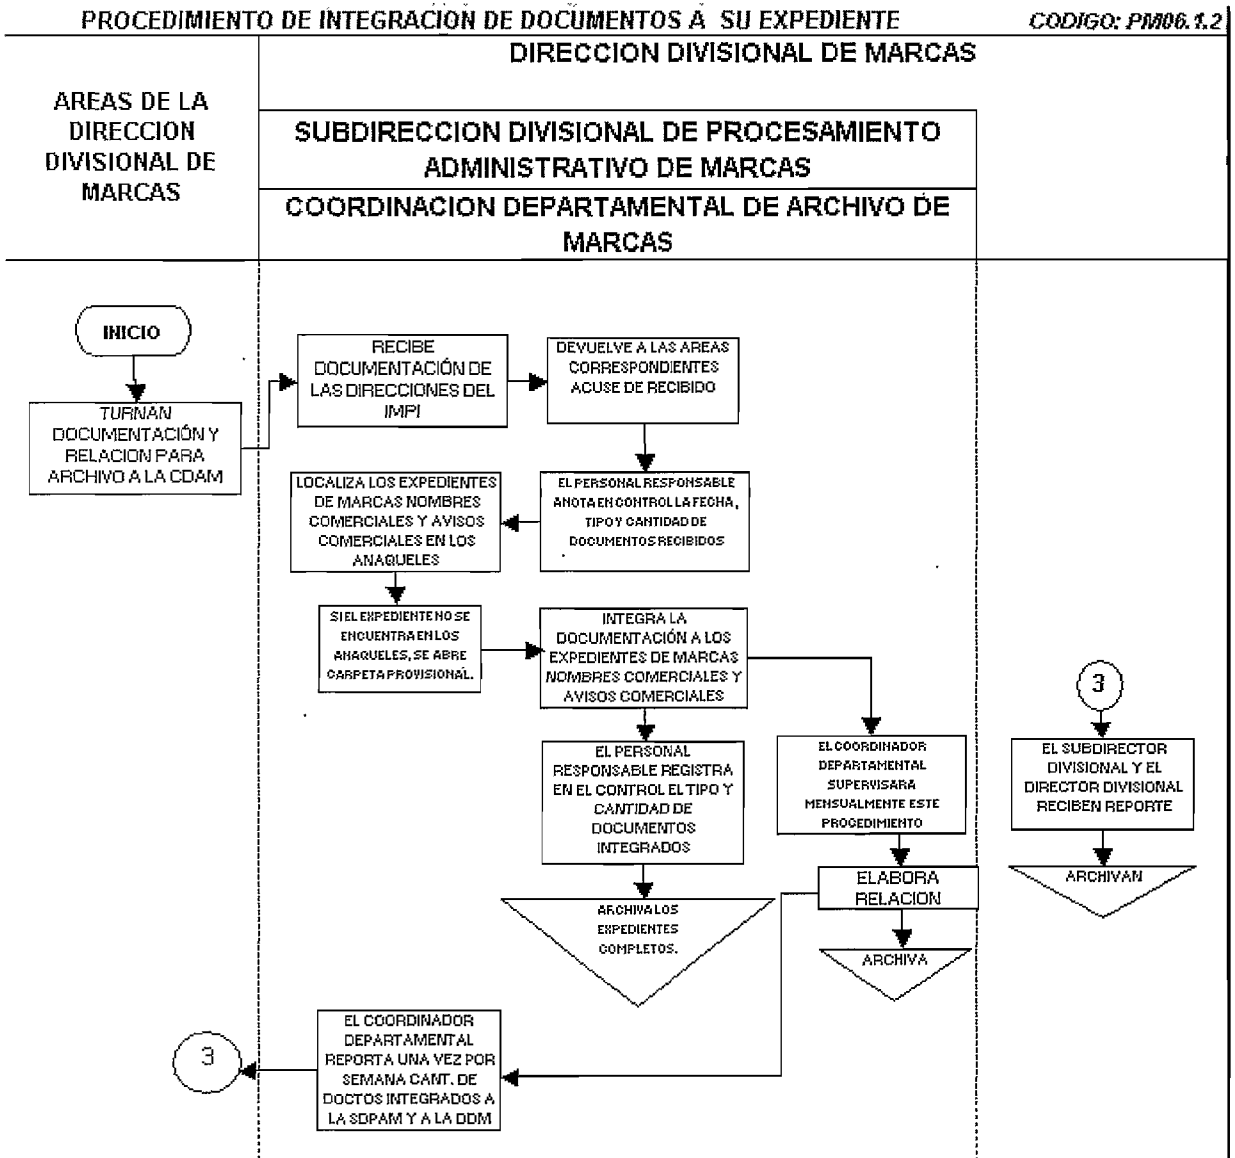 PROCEDIMIENTO DE INTEGRACIÓN DE DOCUMENTOS A SU EXPEDIENTE
CODIGO: PM06.1.2
DIRECCION DIVISIONAL DE MARCAS
AREAS DE LA
DIRECCION
DIVISIONAL DE
MARCAS
SUBDIRECCION DIVISIONAL DE PROCESAMIENTO
ADMINISTRATIVO DE MARCAS
COORDINACION DEPARTAMENTAL DE ARCHIVO DE
MARCAS
INICIO
TURNAN
DOCUMENTACIÓN Y
RELACION PARA
ARCHIVO A LA CDAM
RECIBE
DOCUMENTACIÓN DE
LAS DIRECCIONES DEL
IMPI
DEVUELVE A LAS AREAS
CORRESPONDIENTES
ACUSE DE RECIBIDO
EL PERSONAL RESPONSABLE
ANOTA EN CONTROL LA FECHA,
TIPO Y CANTIDAD DE
DOCUMENTOS RECIBIDOS
LOCALIZA LOS EXPEDIENTES
DE MARCAS NOMBRES
COMERCIALES Y AVISOS
COMERCIALES EN LOS
ANAQUELES
SI EL EXPEDIENTE NO SE
ENCUENTRA EN LOS
ANAQUELES, SE ABRE
CARPETA PROVISIONAL.
INTEGRA LA
DOCUMENTACIÓN A LOS
EXPEDIENTES DE MARCAS
NOMBRES COMERCIALES Y
AVISOS COMERCIALES
EL PERSONAL
RESPONSABLE REGISTRA
EN EL CONTROL EL TIPO Y
CANTIDAD DE
DOCUMENTOS
INTEGRADOS
ARCHIVA LOS
EXPEDIENTES
COMPLETOS.
EL COORDINADOR
DEPARTAMENTAL
SUPERVISARA
MENSUALMENTE ESTE
PROCEDIMIENTO
ELABORA
RELACION
ARCHIVA
EL COORDINADOR
DEPARTAMENTAL
REPORTA UNA VEZ POR
SEMANA CANT. DE
DOCTOS INTEGRADOS A
LA SDPAM Y A LA DDM
3
3
EL SUBDIRECTOR
DIVISIONAL Y EL
DIRECTOR DIVISIONAL
RECIBEN REPORTE
ARCHIVAN